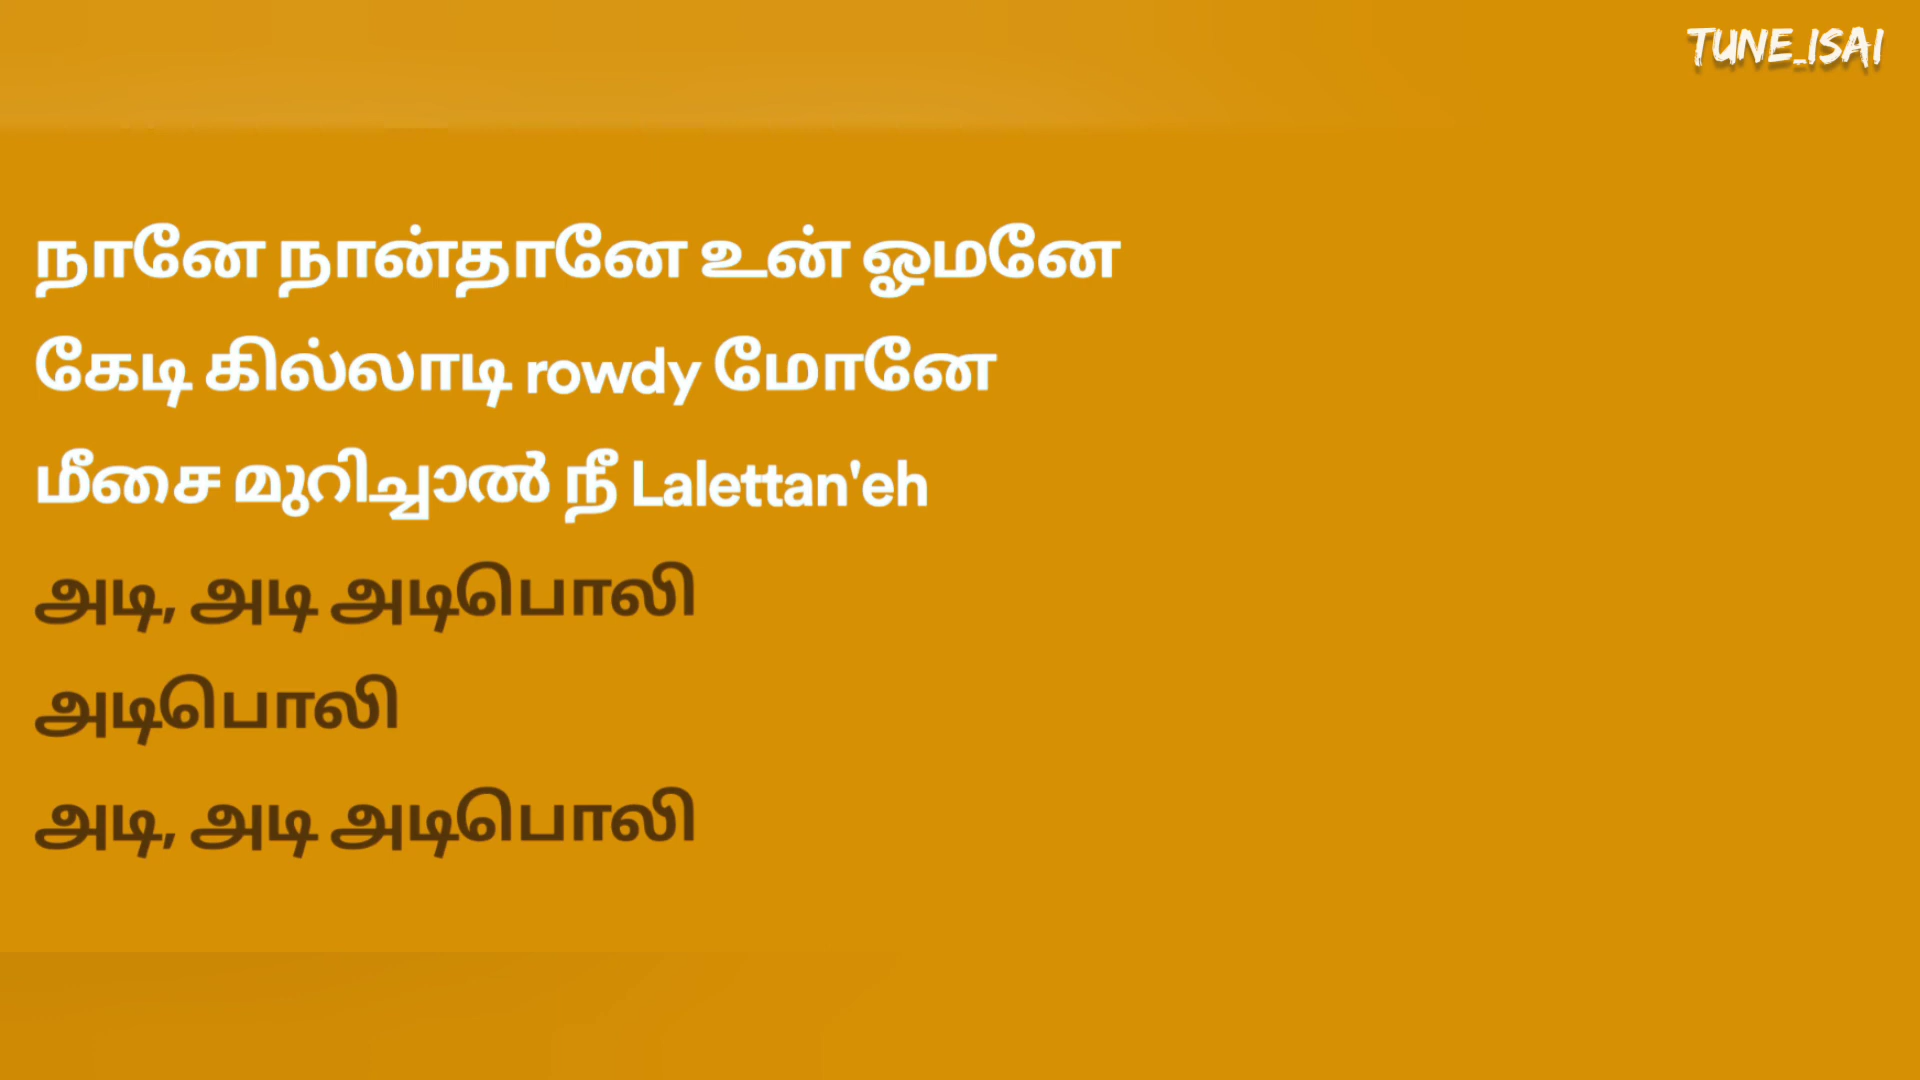 TUNE_ISAI
நானே நான்தானே உன் ஓமனே
கேடி கில்லாடி rowdy மோனே
மீசை முறிச்சால் நீ Lalettan'eh
அடி, அடி அடிபொலி
அடிபொலி
அடி, அடி அடிபொலி